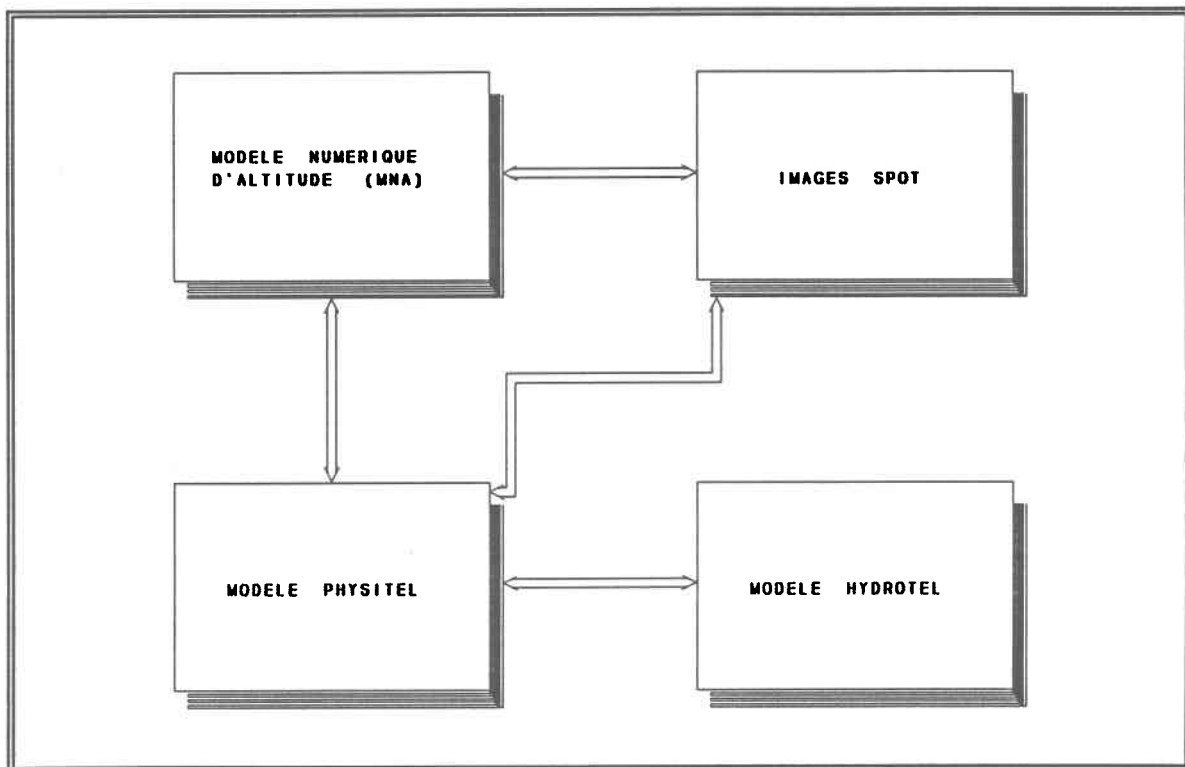 MODELE NUMERIQUE
D'ALTITUDE (MNA)
IMAGES SPOT
MODELE PHYSITEL
MODELE HYDROTEL